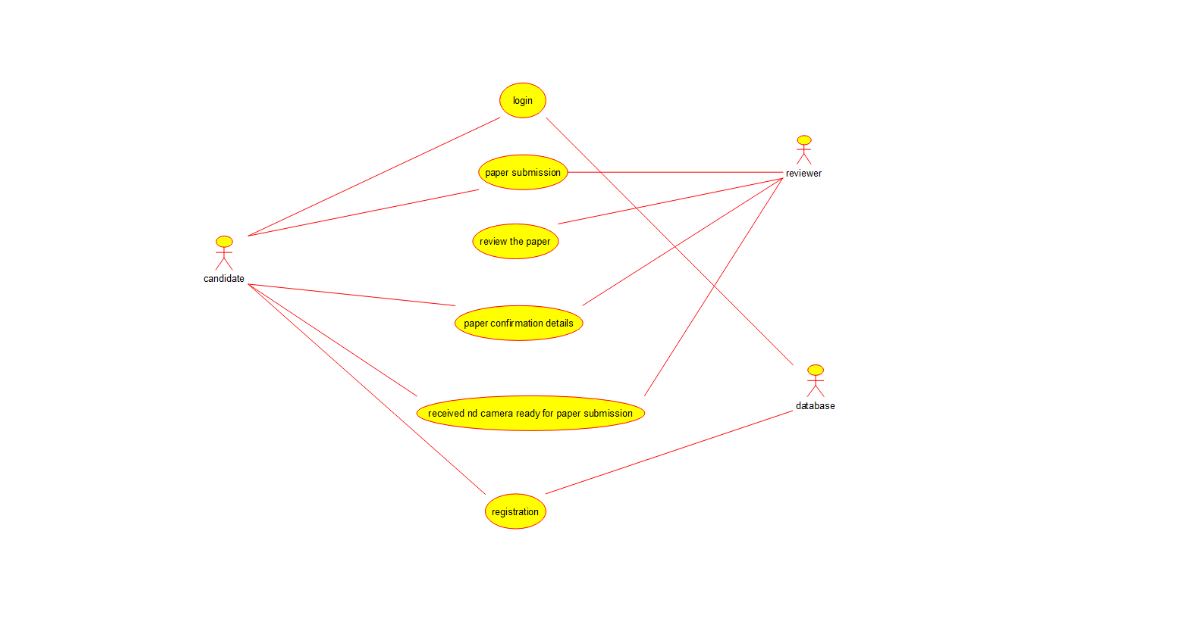 login
paper submission
reviewer
review the paper
candidate
paper confirmation details
database
received nd camera ready for paper submission
registration